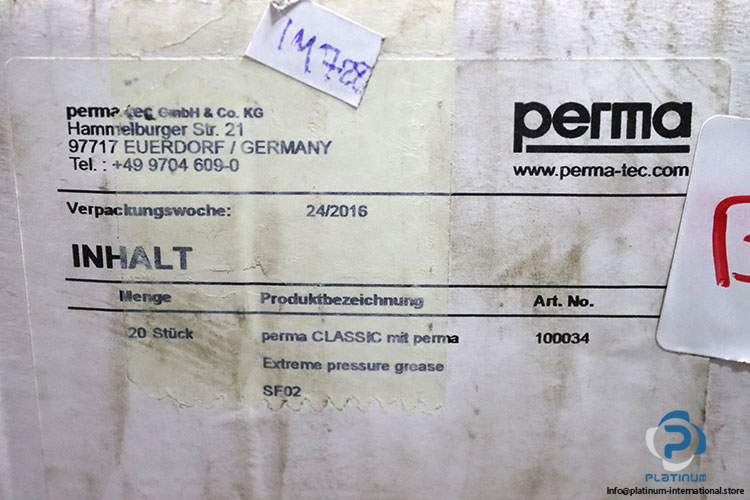 IM788
perma-tec GmbH & Co. KG
Hammelburger Str. 21
97717 EUERDORF / GERMANY
Tel. : +49 9704 609-0
perma
www.perma-tec.com
Verpackungswoche: 24/2016
INHALT
Menge Produktbezeichnung Art. No.
20 Stück perma CLASSIC mit perma 100034
Extreme pressure grease
SF02
PLATINUM
Info@platinum-international.store